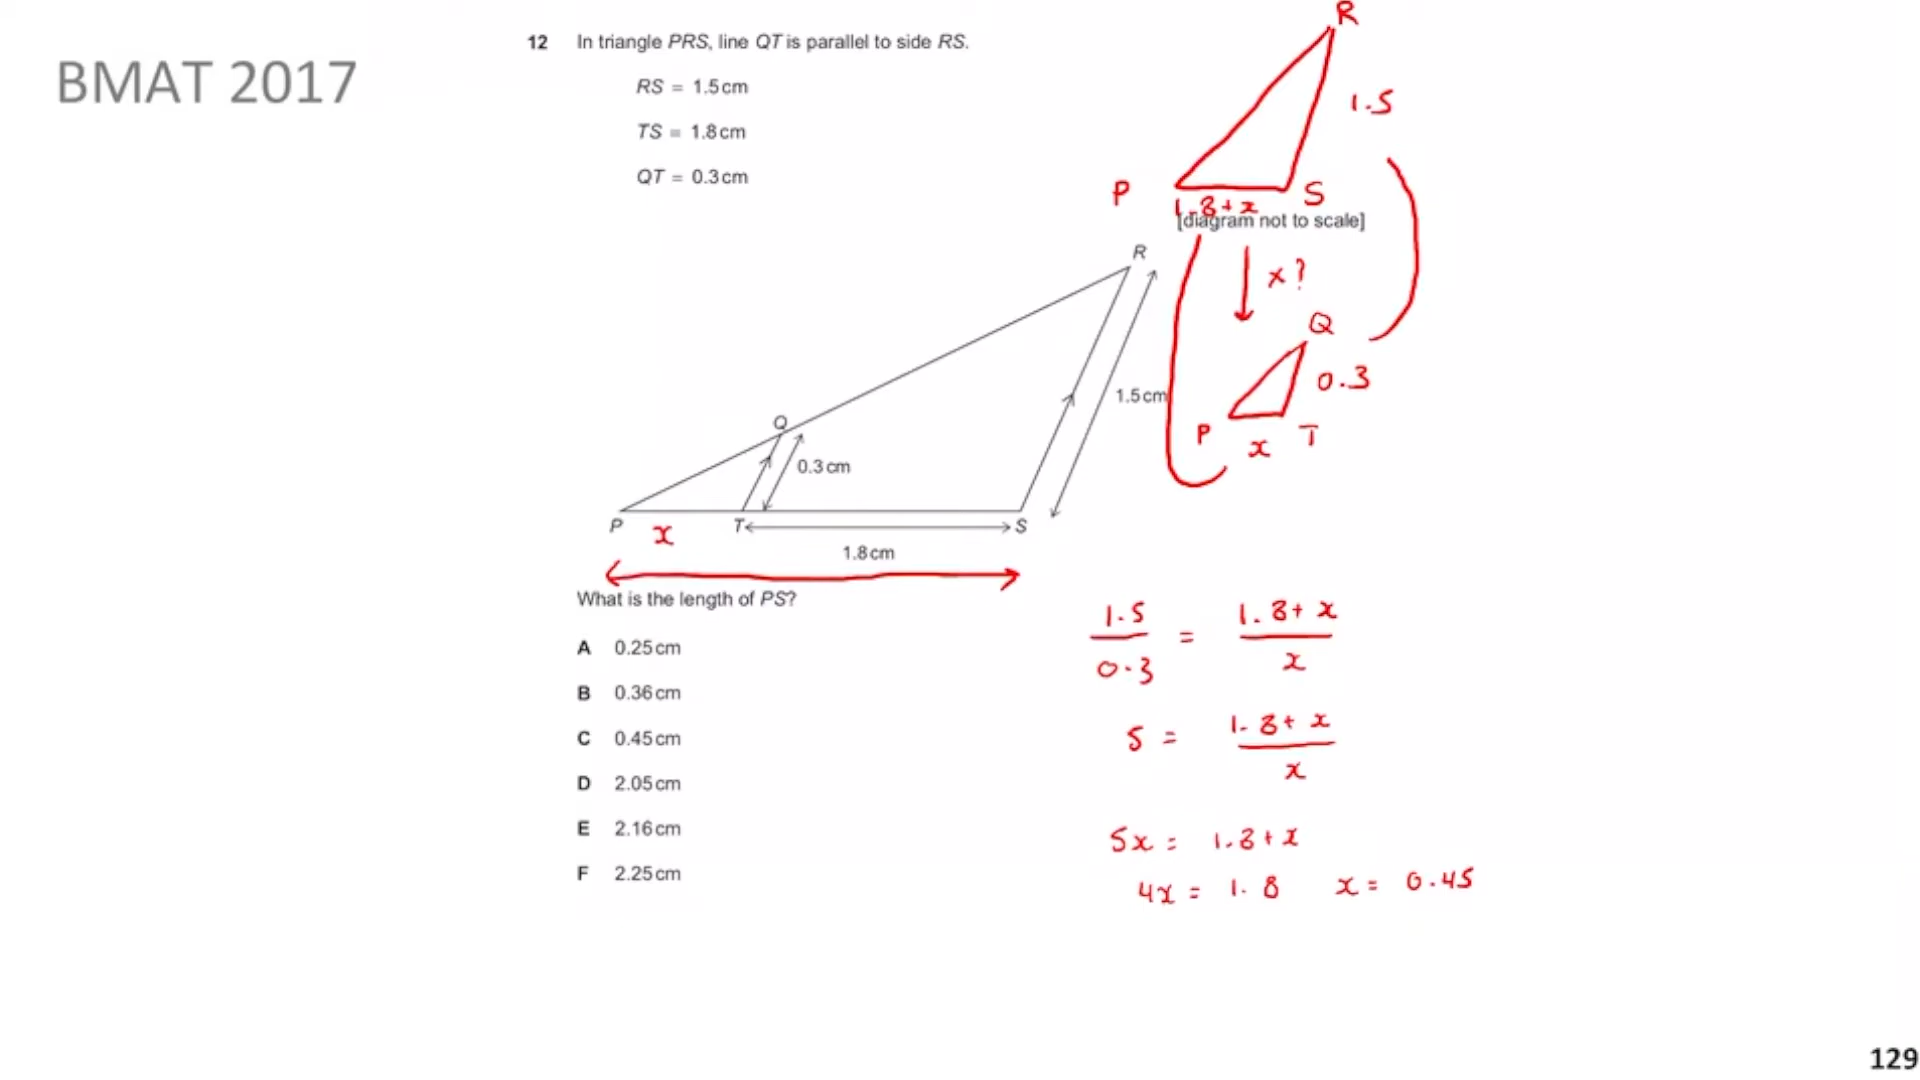 BMAT 2017
12 In triangle PRS, line QT is parallel to side RS.
RS = 1.5 cm
TS = 1.8 cm
QT = 0.3 cm
R
1.5
P
S
1.8 + x
[diagram not to scale]
x?
Q
0.3
P
x
T
R
1.5 cm
Q
0.3 cm
P
x
T
S
1.8 cm
What is the length of PS?
A 0.25 cm
B 0.36 cm
C 0.45 cm
D 2.05 cm
E 2.16 cm
F 2.25 cm
1.5 / 0.3 = 1.8 + x / x
5 = 1.8 + x / x
5x = 1.8 + x
4x = 1.8 x = 0.45
129